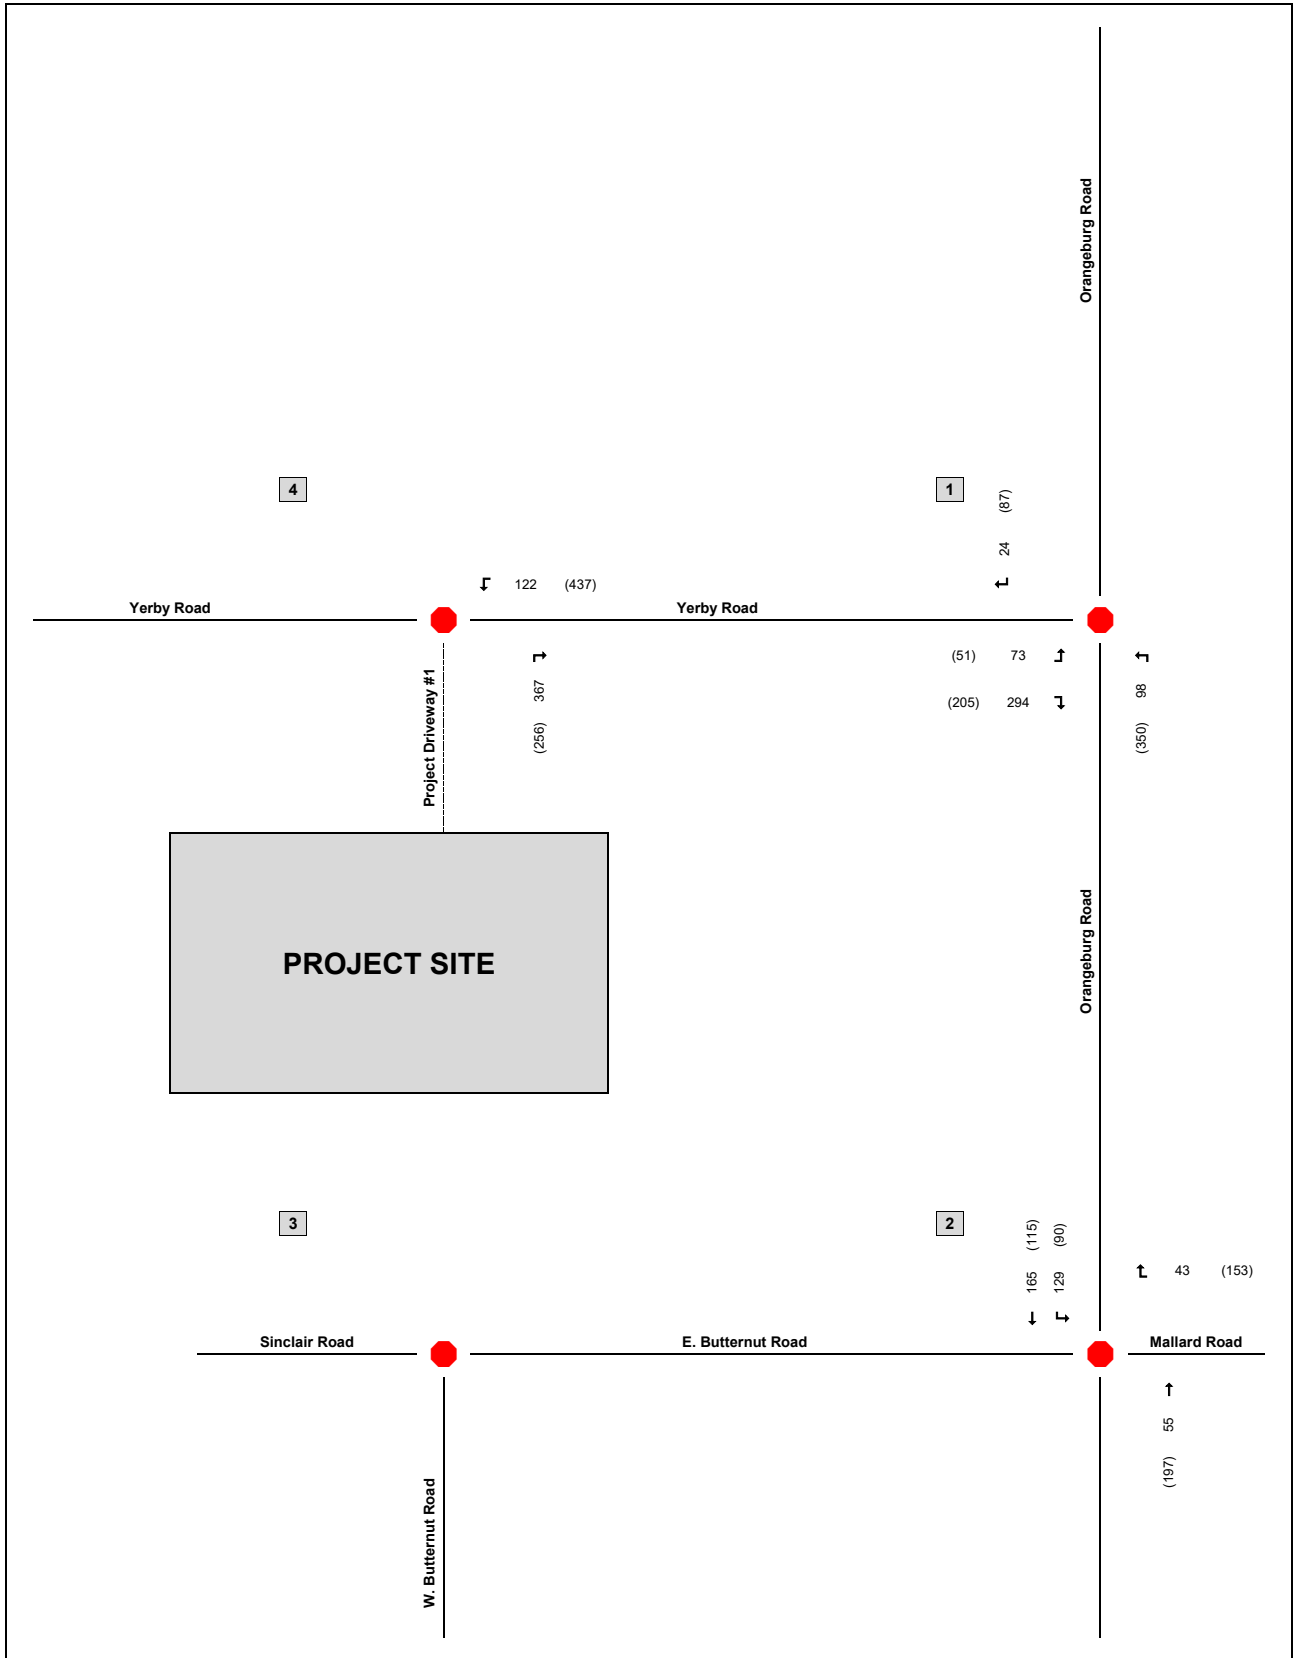 Orangeburg Road
4
1
(87)
24
122 (437)
Yerby Road
Yerby Road
(51) 73
(205) 294
367
(256)
98
(350)
Project Driveway #1
Orangeburg Road
PROJECT SITE
3
2
(115)
165
(90)
129
43 (153)
Sinclair Road
E. Butternut Road
Mallard Road
55
(197)
W. Butternut Road